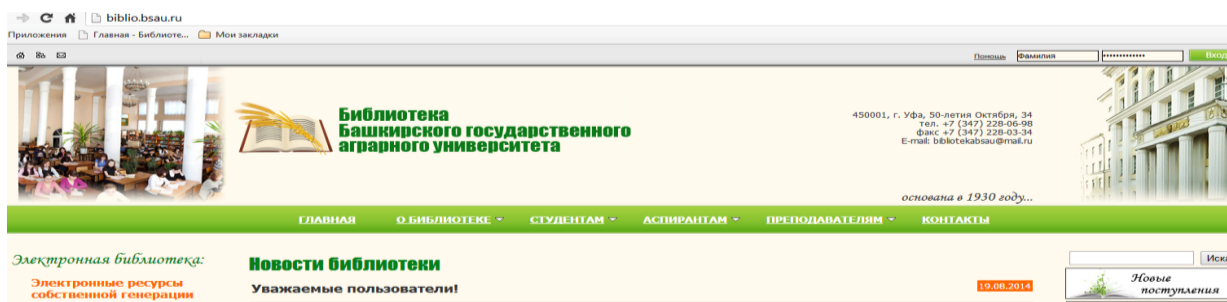 biblio.bsau.ru
Приложения Главная - Библиоте... Мои закладки
Помощь Фамилия ************* Вход
Библиотека
Башкирского государственного
аграрного университета
450001, г. Уфа, 50-летия Октября, 34
тел. +7 (347) 228-06-98
факс +7 (347) 228-03-34
E-mail: bibliotekabsau@mail.ru
основана в 1930 году...
ГЛАВНАЯ О БИБЛИОТЕКЕ СТУДЕНТАМ АСПИРАНТАМ ПРЕПОДАВАТЕЛЯМ КОНТАКТЫ
Электронная библиотека:
Электронные ресурсы
собственной генерации
Новости библиотеки
Уважаемые пользователи!
19.08.2014
Иска
Новые
поступления